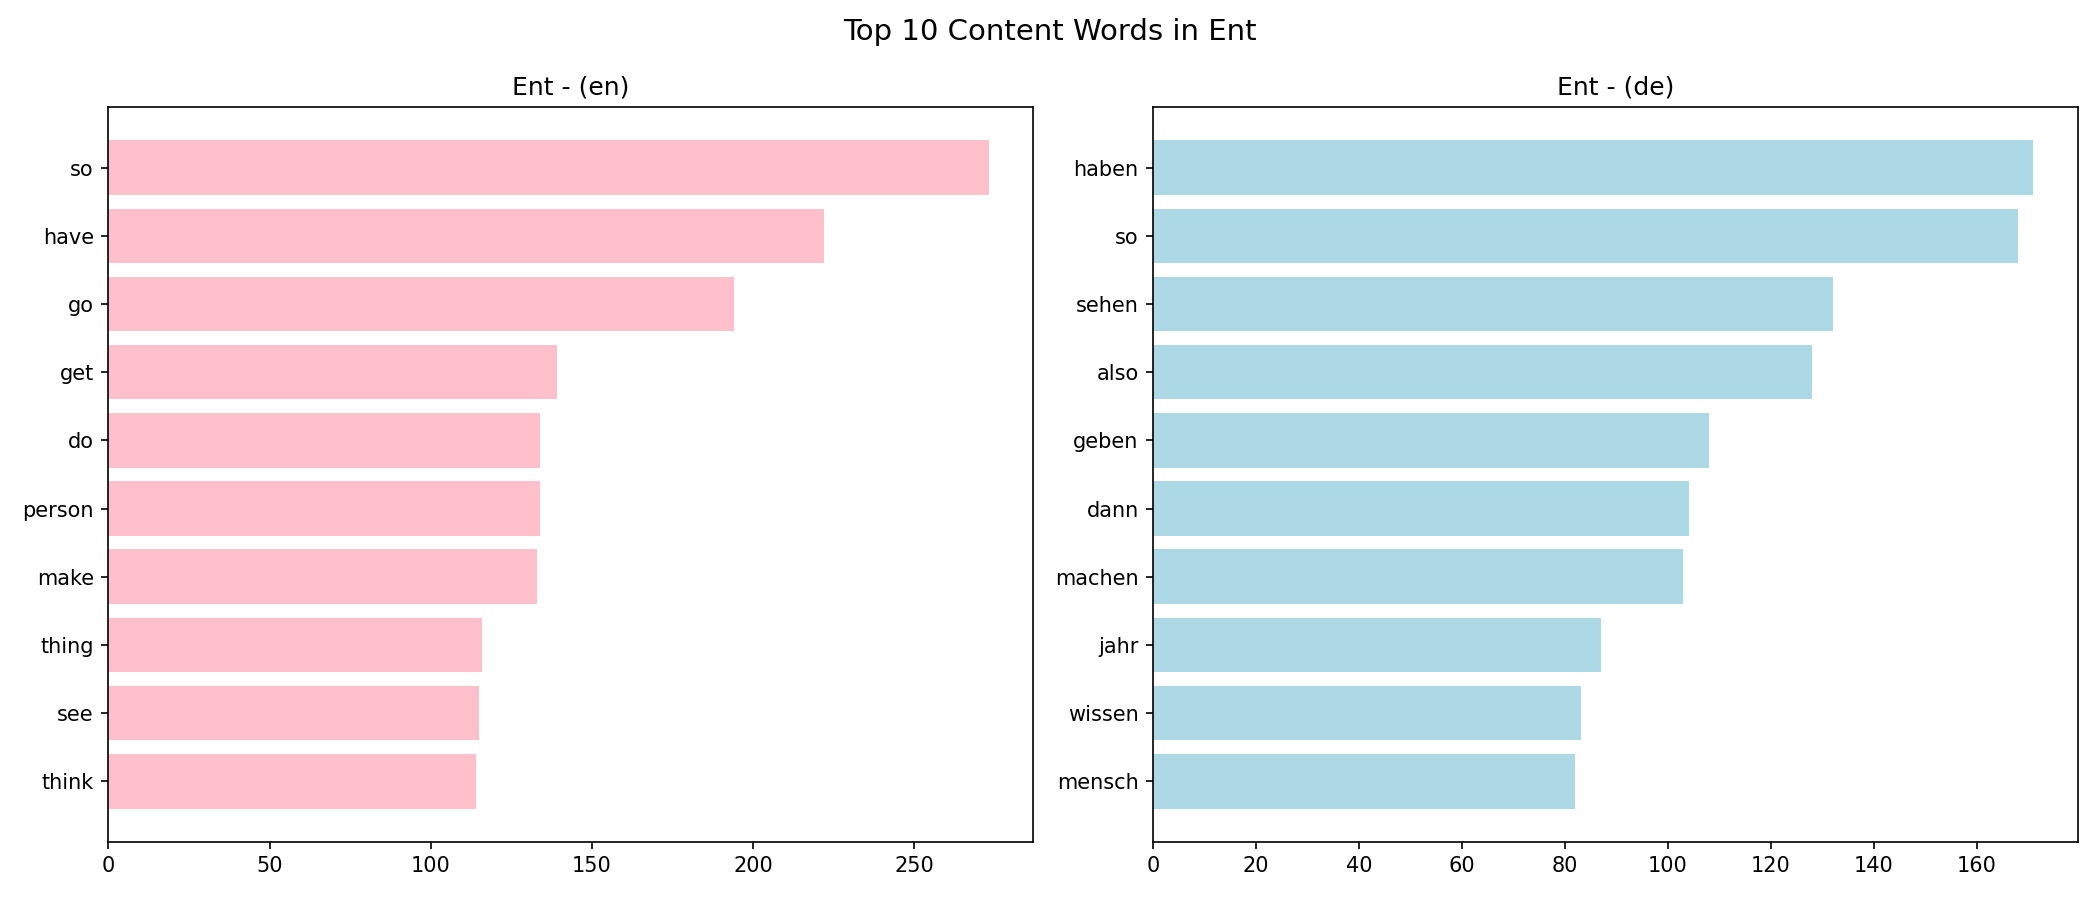 Top 10 Content Words in Ent
Ent - (en)
so
have
go
get
do
person
make
thing
see
think
0 50 100 150 200 250
Ent - (de)
haben
so
sehen
also
geben
dann
machen
jahr
wissen
mensch
0 20 40 60 80 100 120 140 160